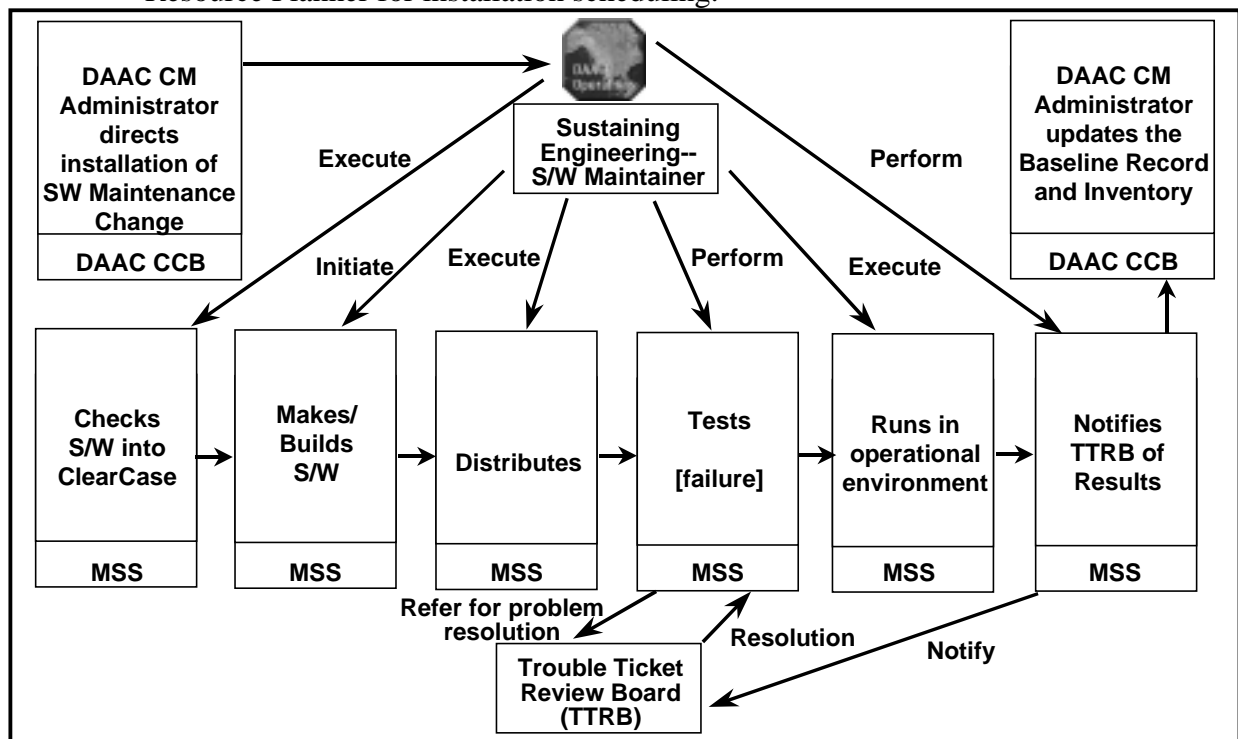 Resource Planner for installation scheduling.
DAAC CM
Administrator
directs
installation of
SW Maintenance
Change
DAAC CCB
DAAC
Operations
Sustaining
Engineering--
S/W Maintainer
DAAC CM
Administrator
updates the
Baseline Record
and Inventory
DAAC CCB
Execute
Initiate
Execute
Perform
Execute
Perform
Checks
S/W into
ClearCase
MSS
Makes/
Builds
S/W
MSS
Distributes
MSS
Tests
[failure]
MSS
Runs in
operational
environment
MSS
Notifies
TTRB of
Results
MSS
Refer for problem
resolution
Resolution
Notify
Trouble Ticket
Review Board
(TTRB)